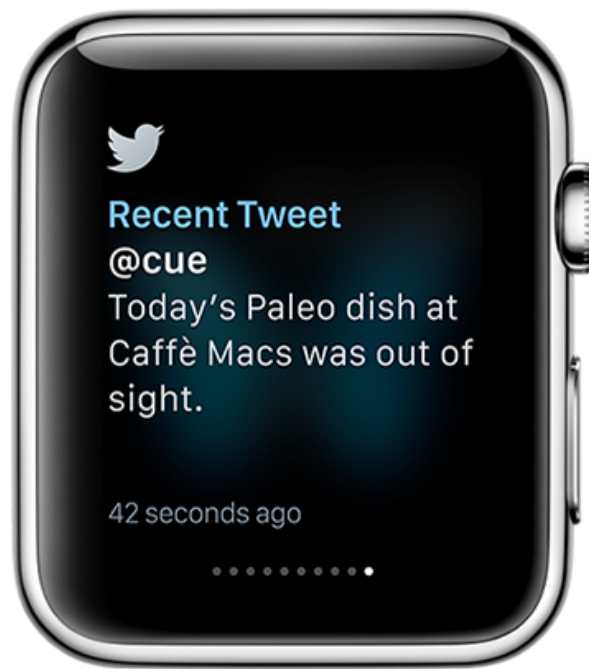 Recent Tweet
@cue
Today’s Paleo dish at
Caffè Macs was out of
sight.
42 seconds ago